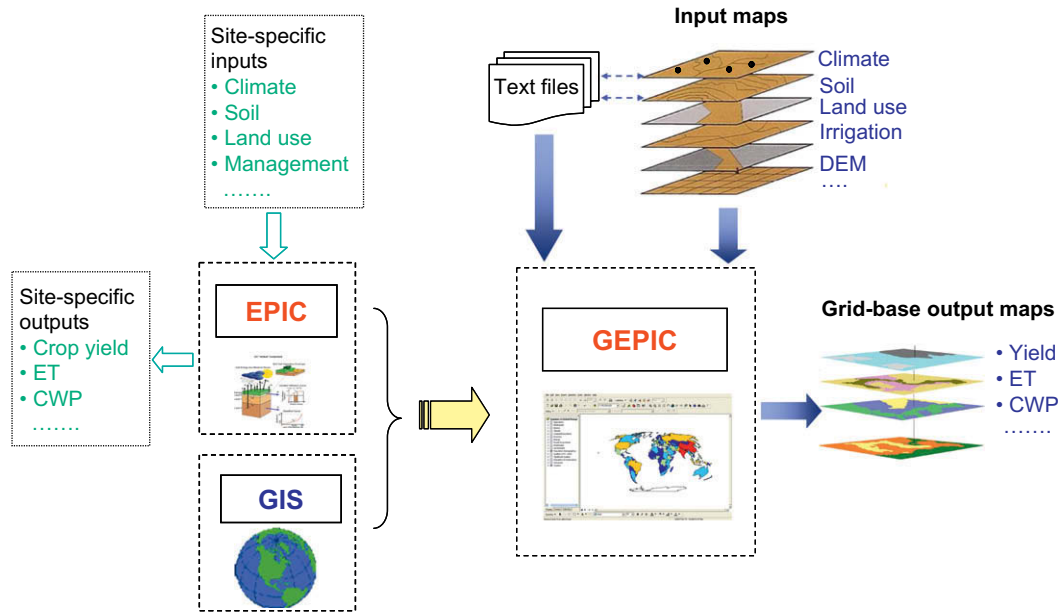 Site-specific
inputs
• Climate
• Soil
• Land use
• Management
.......
Input maps
Text files
Climate
Soil
Land use
Irrigation
DEM
....
Site-specific
outputs
• Crop yield
• ET
• CWP
.......
EPIC
GIS
GEPIC
Grid-base output maps
• Yield
• ET
• CWP
.......